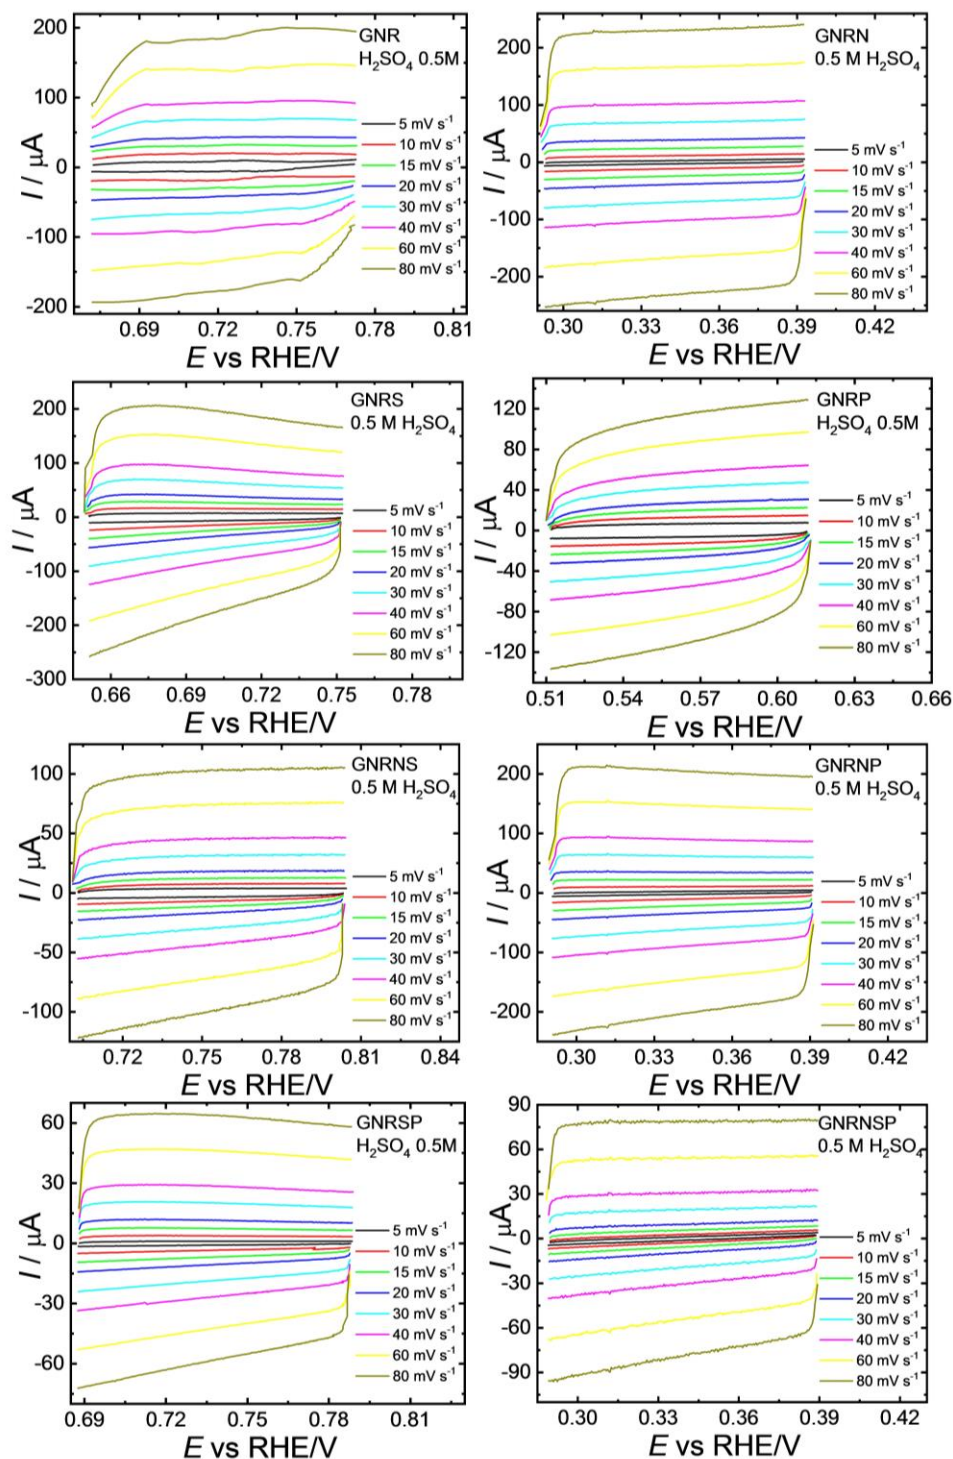 GNR
H₂SO₄ 0.5M
200
100
0
-100
-200
I / μA
5 mV s⁻¹
10 mV s⁻¹
15 mV s⁻¹
20 mV s⁻¹
30 mV s⁻¹
40 mV s⁻¹
60 mV s⁻¹
80 mV s⁻¹
0.69 0.72 0.75 0.78 0.81
E vs RHE/V
GNRN
0.5 M H₂SO₄
200
100
0
-100
-200
I / μA
5 mV s⁻¹
10 mV s⁻¹
15 mV s⁻¹
20 mV s⁻¹
30 mV s⁻¹
40 mV s⁻¹
60 mV s⁻¹
80 mV s⁻¹
0.30 0.33 0.36 0.39 0.42
E vs RHE/V
GNRS
0.5 M H₂SO₄
200
100
0
-100
-200
-300
I / μA
5 mV s⁻¹
10 mV s⁻¹
15 mV s⁻¹
20 mV s⁻¹
30 mV s⁻¹
40 mV s⁻¹
60 mV s⁻¹
80 mV s⁻¹
0.66 0.69 0.72 0.75 0.78
E vs RHE/V
GNRP
H₂SO₄ 0.5M
120
80
40
0
-40
-80
-120
I / μA
5 mV s⁻¹
10 mV s⁻¹
15 mV s⁻¹
20 mV s⁻¹
30 mV s⁻¹
40 mV s⁻¹
60 mV s⁻¹
80 mV s⁻¹
0.51 0.54 0.57 0.60 0.63 0.66
E vs RHE/V
GNRNS
0.5 M H₂SO₄
100
50
0
-50
-100
I / μA
5 mV s⁻¹
10 mV s⁻¹
15 mV s⁻¹
20 mV s⁻¹
30 mV s⁻¹
40 mV s⁻¹
60 mV s⁻¹
80 mV s⁻¹
0.72 0.75 0.78 0.81 0.84
E vs RHE/V
GNRNP
0.5 M H₂SO₄
200
100
0
-100
-200
I / μA
5 mV s⁻¹
10 mV s⁻¹
15 mV s⁻¹
20 mV s⁻¹
30 mV s⁻¹
40 mV s⁻¹
60 mV s⁻¹
80 mV s⁻¹
0.30 0.33 0.36 0.39 0.42
E vs RHE/V
GNRSP
H₂SO₄ 0.5M
60
30
0
-30
-60
I / μA
5 mV s⁻¹
10 mV s⁻¹
15 mV s⁻¹
20 mV s⁻¹
30 mV s⁻¹
40 mV s⁻¹
60 mV s⁻¹
80 mV s⁻¹
0.69 0.72 0.75 0.78 0.81
E vs RHE/V
GNRNSP
0.5 M H₂SO₄
90
60
30
0
-30
-60
-90
I / μA
5 mV s⁻¹
10 mV s⁻¹
15 mV s⁻¹
20 mV s⁻¹
30 mV s⁻¹
40 mV s⁻¹
60 mV s⁻¹
80 mV s⁻¹
0.30 0.33 0.36 0.39 0.42
E vs RHE/V